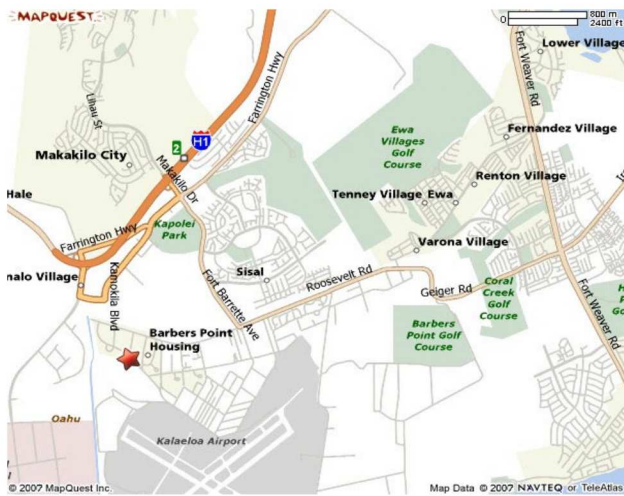 MAPQUEST
0 800 m
2400 ft
Lower Village
Fort Weaver Rd
Lihau St
Farrington Hwy
H1
2
Makakilo City
Makakilo Dr
Ewa
Villages
Golf
Course
Fernandez Village
Renton Village
Hale
Tenney Village Ewa
Kapolei
Park
Farrington Hwy
Varona Village
nalo Village
Kamokila Blvd
Sisal
Fort Barrette Ave
Roosevelt Rd
Geiger Rd
Coral
Creek
Golf
Course
Fort Weaver Rd
Barbers Point
Housing
Barbers
Point Golf
Course
Oahu
Kalaeloa Airport
© 2007 MapQuest Inc.
Map Data © 2007 NAVTEQ or TeleAtlas